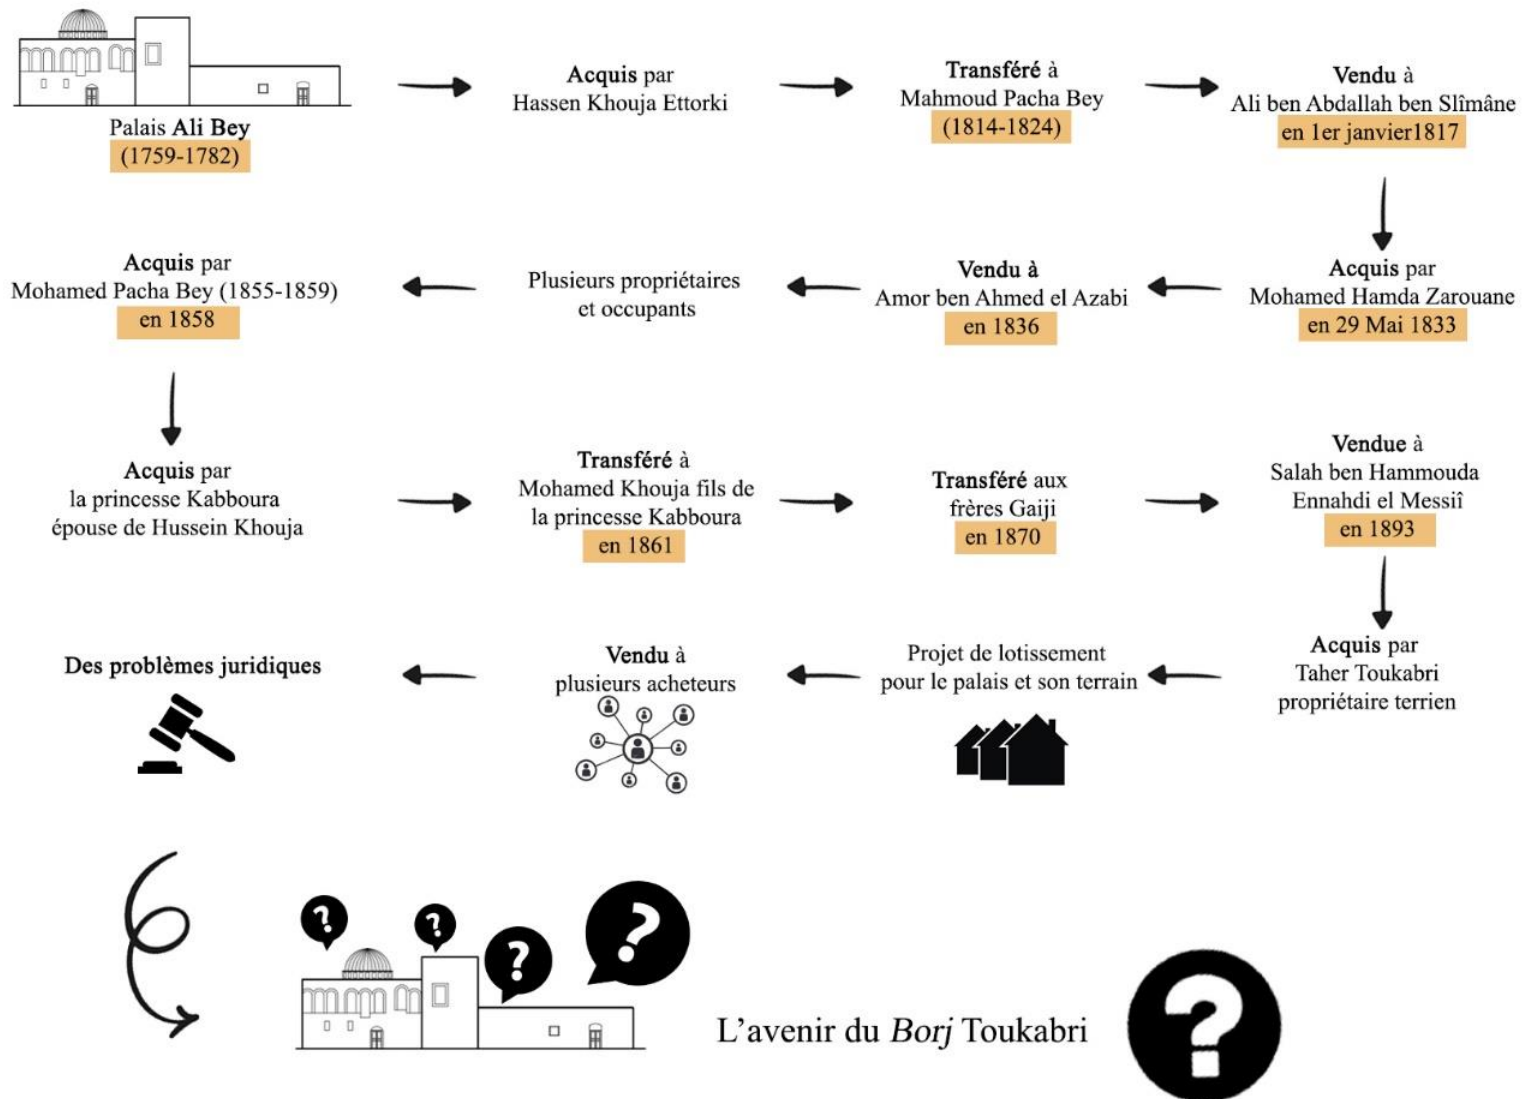 Palais Ali Bey
(1759-1782)
Acquis par
Hassen Khouja Ettorki
Transféré à
Mahmoud Pacha Bey
(1814-1824)
Vendu à
Ali ben Abdallah ben Slîmâne
en 1er janvier1817
Acquis par
Mohamed Hamda Zarouane
en 29 Mai 1833
Vendu à
Amor ben Ahmed el Azabi
en 1836
Plusieurs propriétaires
et occupants
Acquis par
Mohamed Pacha Bey (1855-1859)
en 1858
Acquis par
la princesse Kabboura
épouse de Hussein Khouja
Transféré à
Mohamed Khouja fils de
la princesse Kabboura
en 1861
Transféré aux
frères Gaiji
en 1870
Vendue à
Salah ben Hammouda
Ennahdi el Messiî
en 1893
Acquis par
Taher Toukabri
propriétaire terrien
Projet de lotissement
pour le palais et son terrain
Vendu à
plusieurs acheteurs
Des problèmes juridiques
?
?
?
?
L’avenir du Borj Toukabri
?